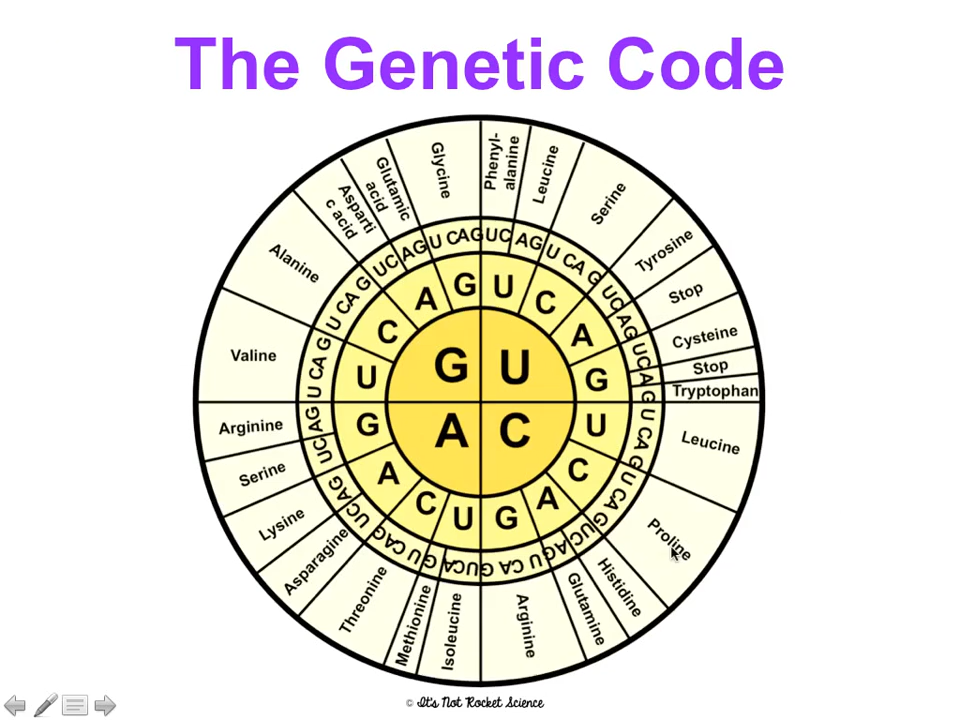 The Genetic Code
Phenyl-
alanine
Leucine
Serine
Tyrosine
Stop
Cysteine
Stop
Tryptophan
Leucine
Proline
Histidine
Glutamine
Arginine
Isoleucine
Methionine
Threonine
Asparagine
Lysine
Serine
Arginine
Valine
Alanine
Asparti
c acid
Glutamic
acid
Glycine
U C A G U C A G U C A G U C A G
G U
A C
© It's Not Rocket Science